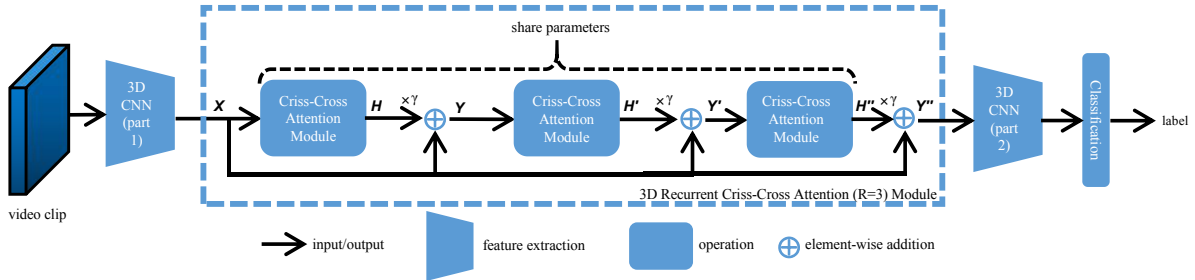 share parameters
3D
CNN
(part
1)
X
Criss-Cross
Attention
Module
H
×γ
Y
Criss-Cross
Attention
Module
H'
×γ
Y'
Criss-Cross
Attention
Module
H''
×γ
Y''
3D
CNN
(part
2)
Classification
label
3D Recurrent Criss-Cross Attention (R=3) Module
video clip
input/output
feature extraction
operation
element-wise addition